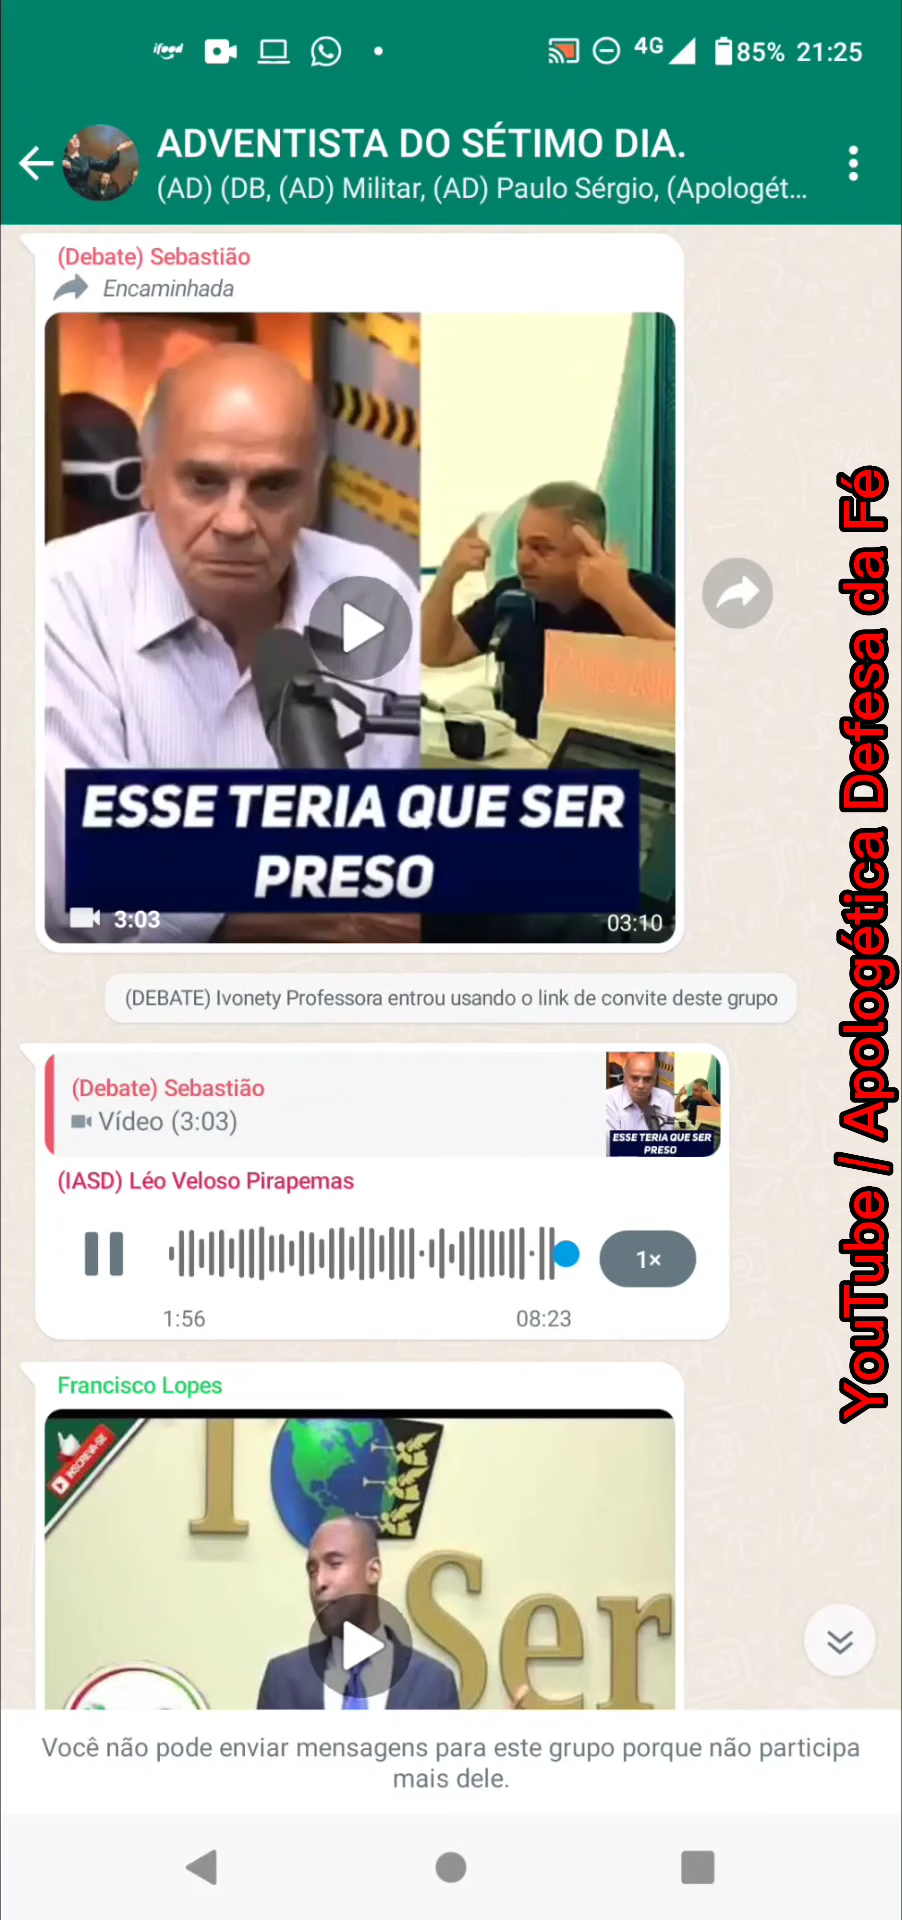 ifood
4G
85% 21:25
ADVENTISTA DO SÉTIMO DIA.
(AD) (DB, (AD) Militar, (AD) Paulo Sérgio, (Apologét...
(Debate) Sebastião
Encaminhada
ESSE TERIA QUE SER
PRESO
3:03
03:10
(DEBATE) Ivonety Professora entrou usando o link de convite deste grupo
(Debate) Sebastião
Vídeo (3:03)
ESSE TERIA QUE SER
PRESO
(IASD) Léo Veloso Pirapemas
1×
1:56
08:23
Francisco Lopes
INSCREVA-SE
I
Ser
Você não pode enviar mensagens para este grupo porque não participa
mais dele.
YouTube / Apologética Defesa da Fé